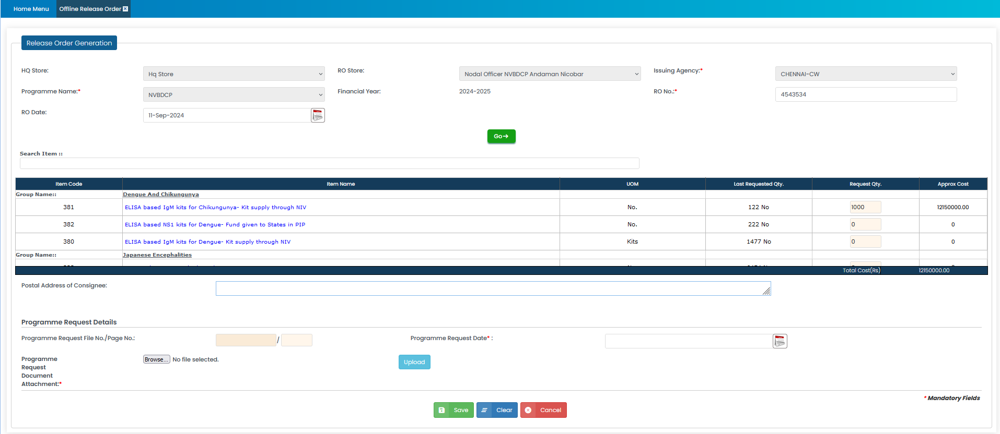 Home Menu
Offline Release Order
Release Order Generation
HQ Store: Hq Store RO Store: Nodal Officer NVBDCP Andaman Nicobar Issuing Agency:* CHENNAI-CW
Programme Name:* NVBDCP Financial Year: 2024-2025 RO No.:* 4543534
RO Date: 11-Sep-2024
Go
Search Item ::
Item Code Item Name UOM Last Requested Qty. Request Qty. Approx Cost
Group Name:: Dengue And Chikungunya
381 ELISA based IgM kits for Chikungunya- Kit supply through NIV No. 122 No 1000 12150000.00
382 ELISA based NS1 kits for Dengue- Fund given to States in PIP No. 222 No 0 0
380 ELISA based IgM kits for Dengue- Kit supply through NIV Kits 1477 No 0 0
Group Name:: Japanese Encephalities
Total Cost(Rs) 12150000.00
Postal Address of Consignee:
Programme Request Details
Programme Request File No./Page No.: / Programme Request Date* :
Programme
Request
Document
Attachment:*
Browse... No file selected. Upload
* Mandatory Fields
Save Clear Cancel